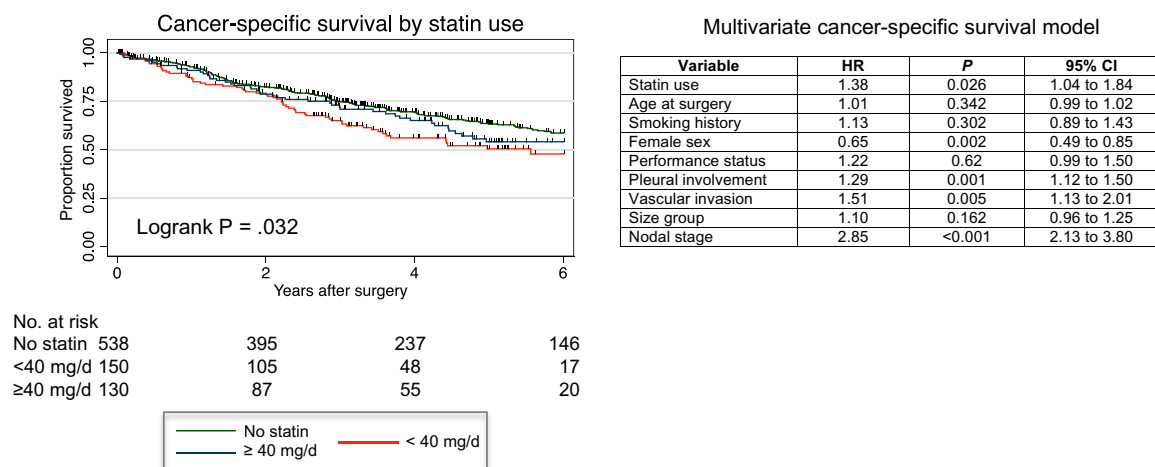 Cancer-specific survival by statin use
Proportion survived
1.00
0.75
0.50
0.25
0.00
Logrank P = .032
0 2 4 6
Years after surgery
No. at risk
No statin 538 395 237 146
<40 mg/d 150 105 48 17
≥40 mg/d 130 87 55 20
No statin
≥ 40 mg/d
< 40 mg/d
Multivariate cancer-specific survival model
Variable HR P 95% CI
Statin use 1.38 0.026 1.04 to 1.84
Age at surgery 1.01 0.342 0.99 to 1.02
Smoking history 1.13 0.302 0.89 to 1.43
Female sex 0.65 0.002 0.49 to 0.85
Performance status 1.22 0.62 0.99 to 1.50
Pleural involvement 1.29 0.001 1.12 to 1.50
Vascular invasion 1.51 0.005 1.13 to 2.01
Size group 1.10 0.162 0.96 to 1.25
Nodal stage 2.85 <0.001 2.13 to 3.80